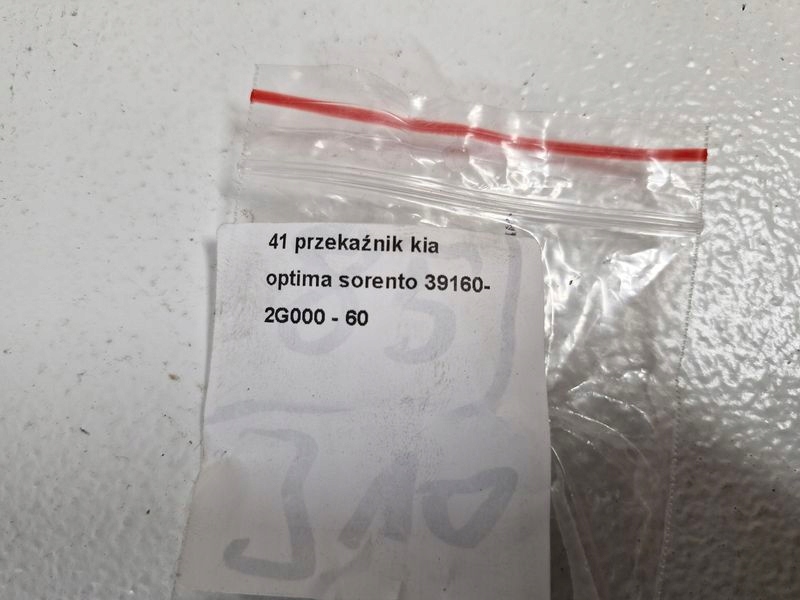 41 przekaźnik kia
optima sorento 39160-
2G000 - 60